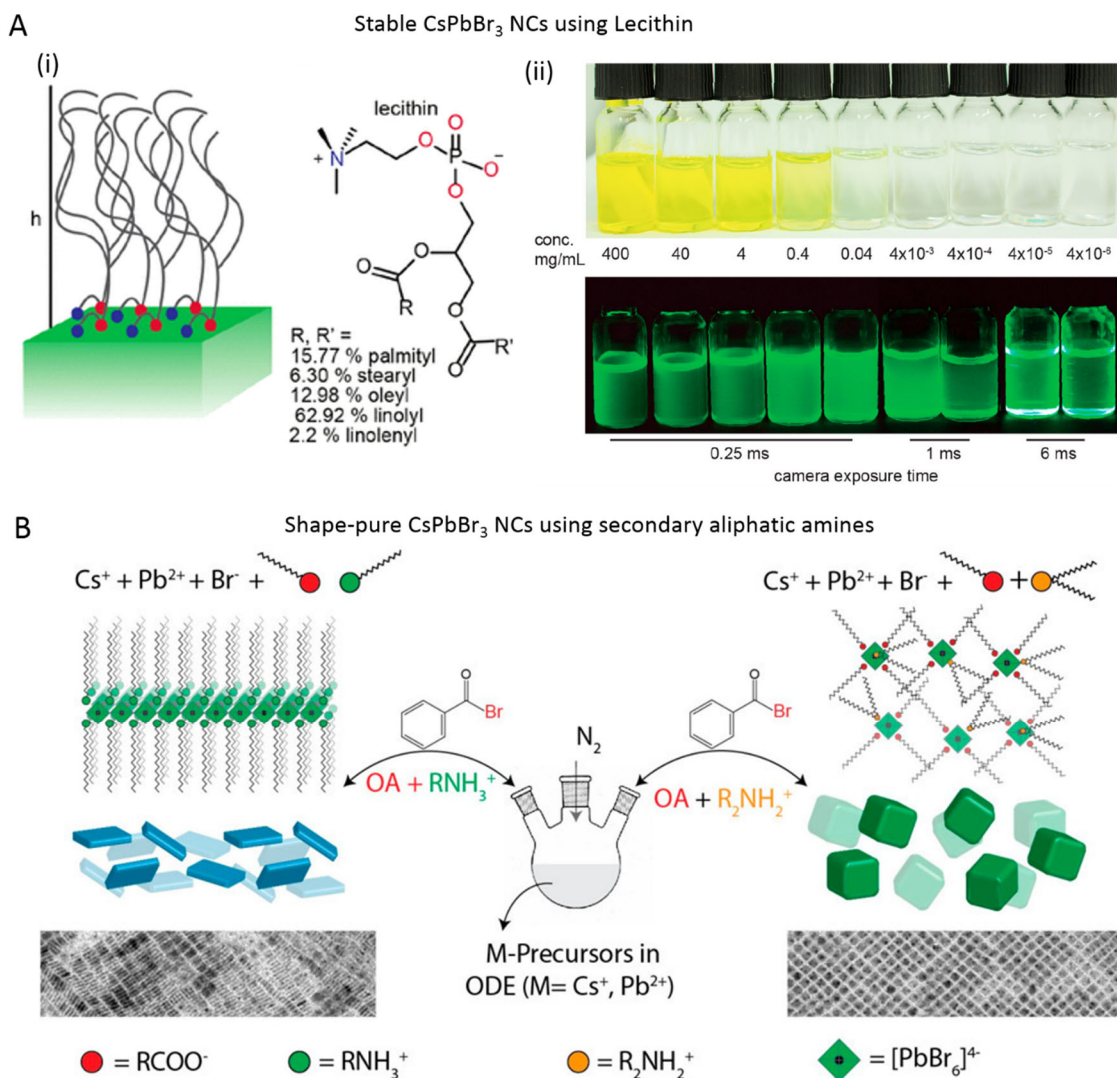 A
Stable CsPbBr₃ NCs using Lecithin
(i)
h
lecithin
+
N
O
O
P
O⁻
O
O
O
R
O
O
R'
R, R' =
15.77 % palmityl
6.30 % stearyl
12.98 % oleyl
62.92 % linolyl
2.2 % linolenyl
(ii)
conc.
mg/mL
400 40 4 0.4 0.04 4x10⁻³ 4x10⁻⁴ 4x10⁻⁵ 4x10⁻⁶
0.25 ms 1 ms 6 ms
camera exposure time
B
Shape-pure CsPbBr₃ NCs using secondary aliphatic amines
Cs⁺ + Pb²⁺ + Br⁻ +
Cs⁺ + Pb²⁺ + Br⁻ + +
O
Br
N₂
O
Br
OA + RNH₃⁺
OA + R₂NH₂⁺
M-Precursors in
ODE (M= Cs⁺, Pb²⁺)
= RCOO⁻ = RNH₃⁺ = R₂NH₂⁺ = [PbBr₆]⁴⁻